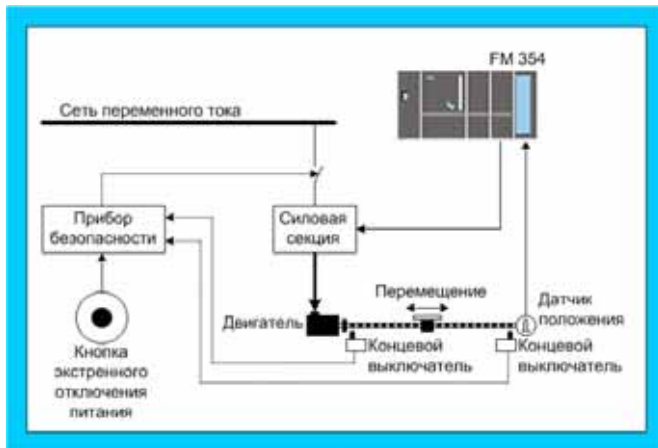 FM 354
Сеть переменного тока
Прибор
безопасности
Силовая
секция
Перемещение
Датчик
положения
Двигатель
Кнопка
экстренного
отключения
питания
Концевой
выключатель
Концевой
выключатель